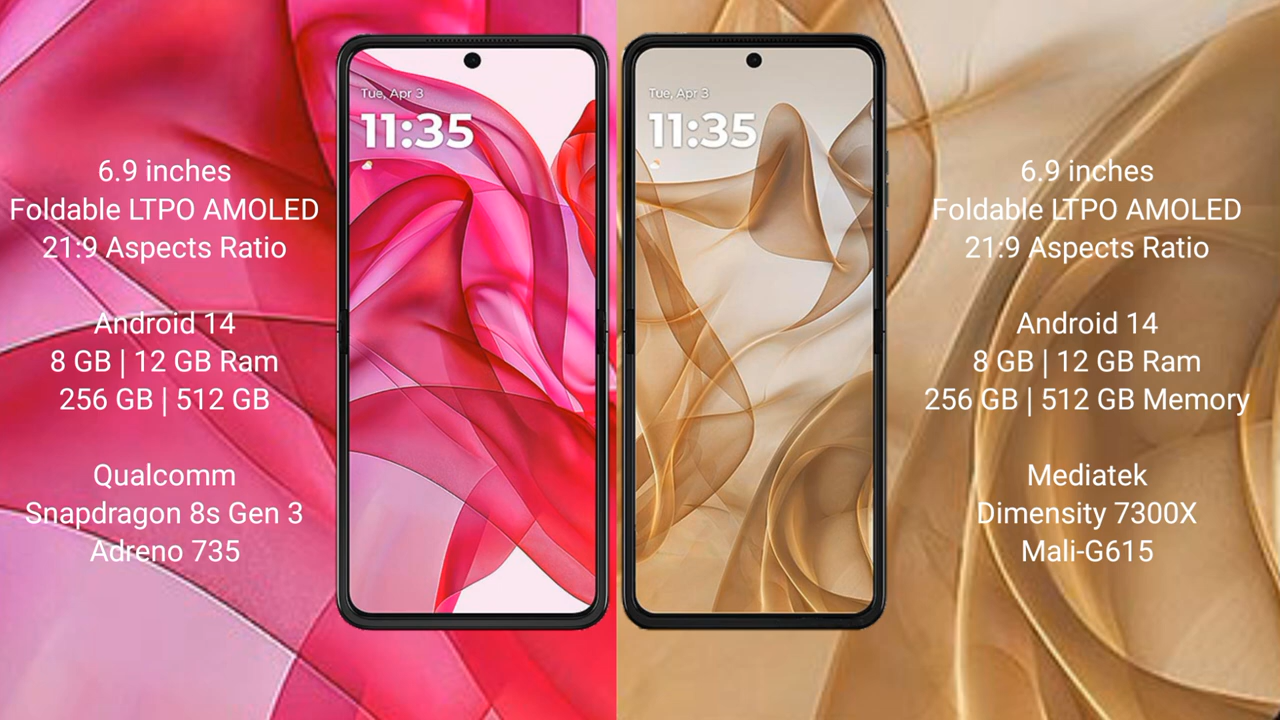 6.9 inches
Foldable LTPO AMOLED
21:9 Aspects Ratio
Android 14
8 GB | 12 GB Ram
256 GB | 512 GB
Qualcomm
Snapdragon 8s Gen 3
Adreno 735
Tue, Apr 3
11:35
Tue, Apr 3
11:35
6.9 inches
Foldable LTPO AMOLED
21:9 Aspects Ratio
Android 14
8 GB | 12 GB Ram
256 GB | 512 GB Memory
Mediatek
Dimensity 7300X
Mali-G615